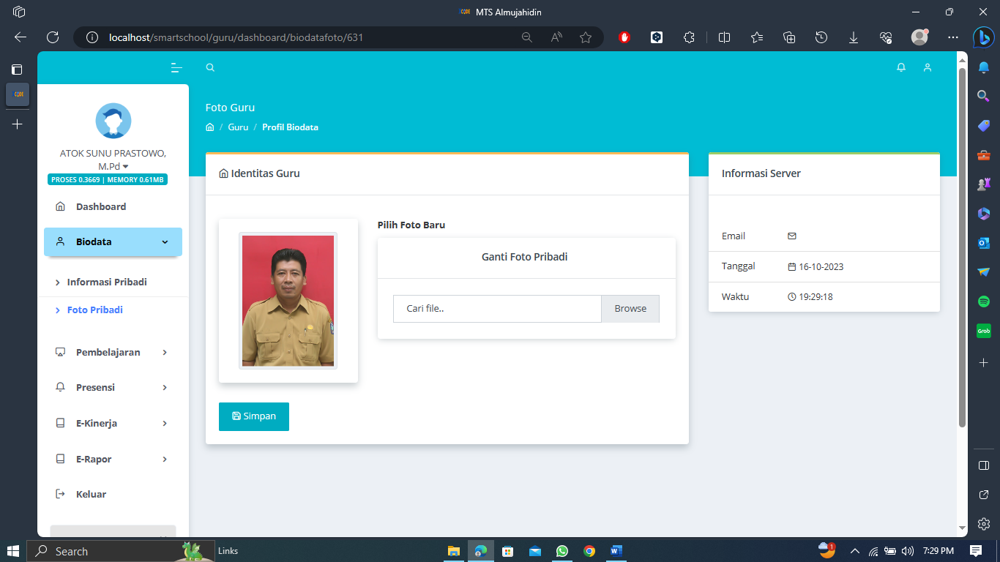 CODE MTS Almujahidin
localhost/smartschool/guru/dashboard/biodatafoto/631
CODE
ATOK SUNU PRASTOWO,
M.Pd
PROSES 0.3669 | MEMORY 0.61MB
Dashboard
Biodata
Informasi Pribadi
Foto Pribadi
Pembelajaran
Presensi
E-Kinerja
E-Rapor
Keluar
Foto Guru
/ Guru / Profil Biodata
Identitas Guru
Pilih Foto Baru
Ganti Foto Pribadi
Cari file.. Browse
Simpan
Informasi Server
Email
Tanggal 16-10-2023
Waktu 19:29:18
Grab
Search
Links
1
7:29 PM